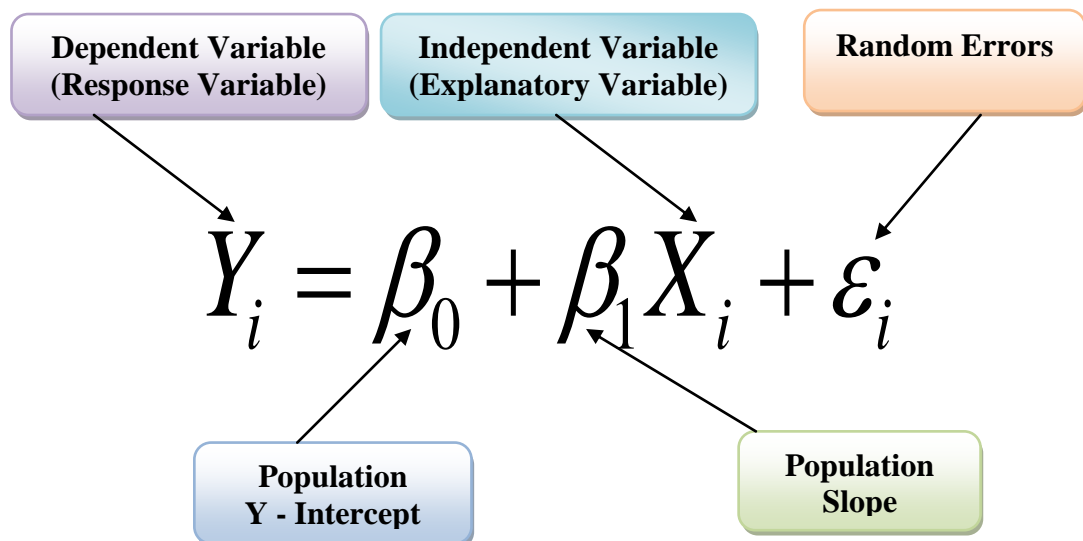 Dependent Variable
(Response Variable)
Independent Variable
(Explanatory Variable)
Random Errors
Yᵢ = β₀ + β₁Xᵢ + εᵢ
Population
Y - Intercept
Population
Slope